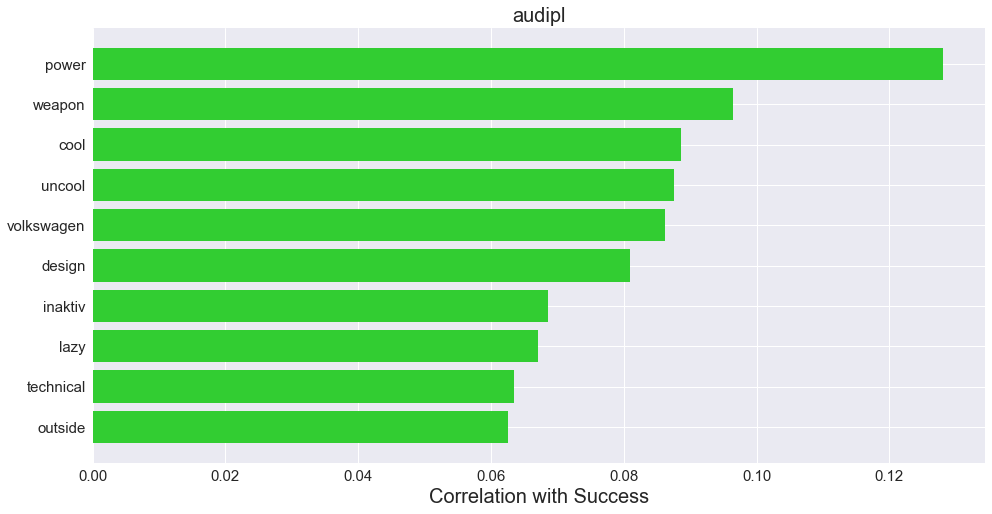 audipl
power
weapon
cool
uncool
volkswagen
design
inaktiv
lazy
technical
outside
0.00 0.02 0.04 0.06 0.08 0.10 0.12
Correlation with Success